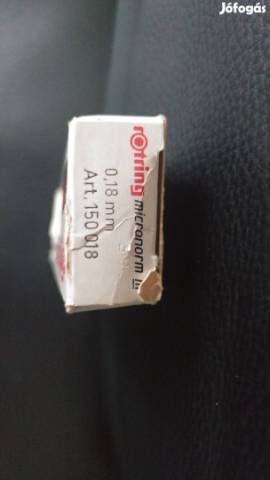 Jófogás
rotring micronorm
0,18 mm
Art. 150 018